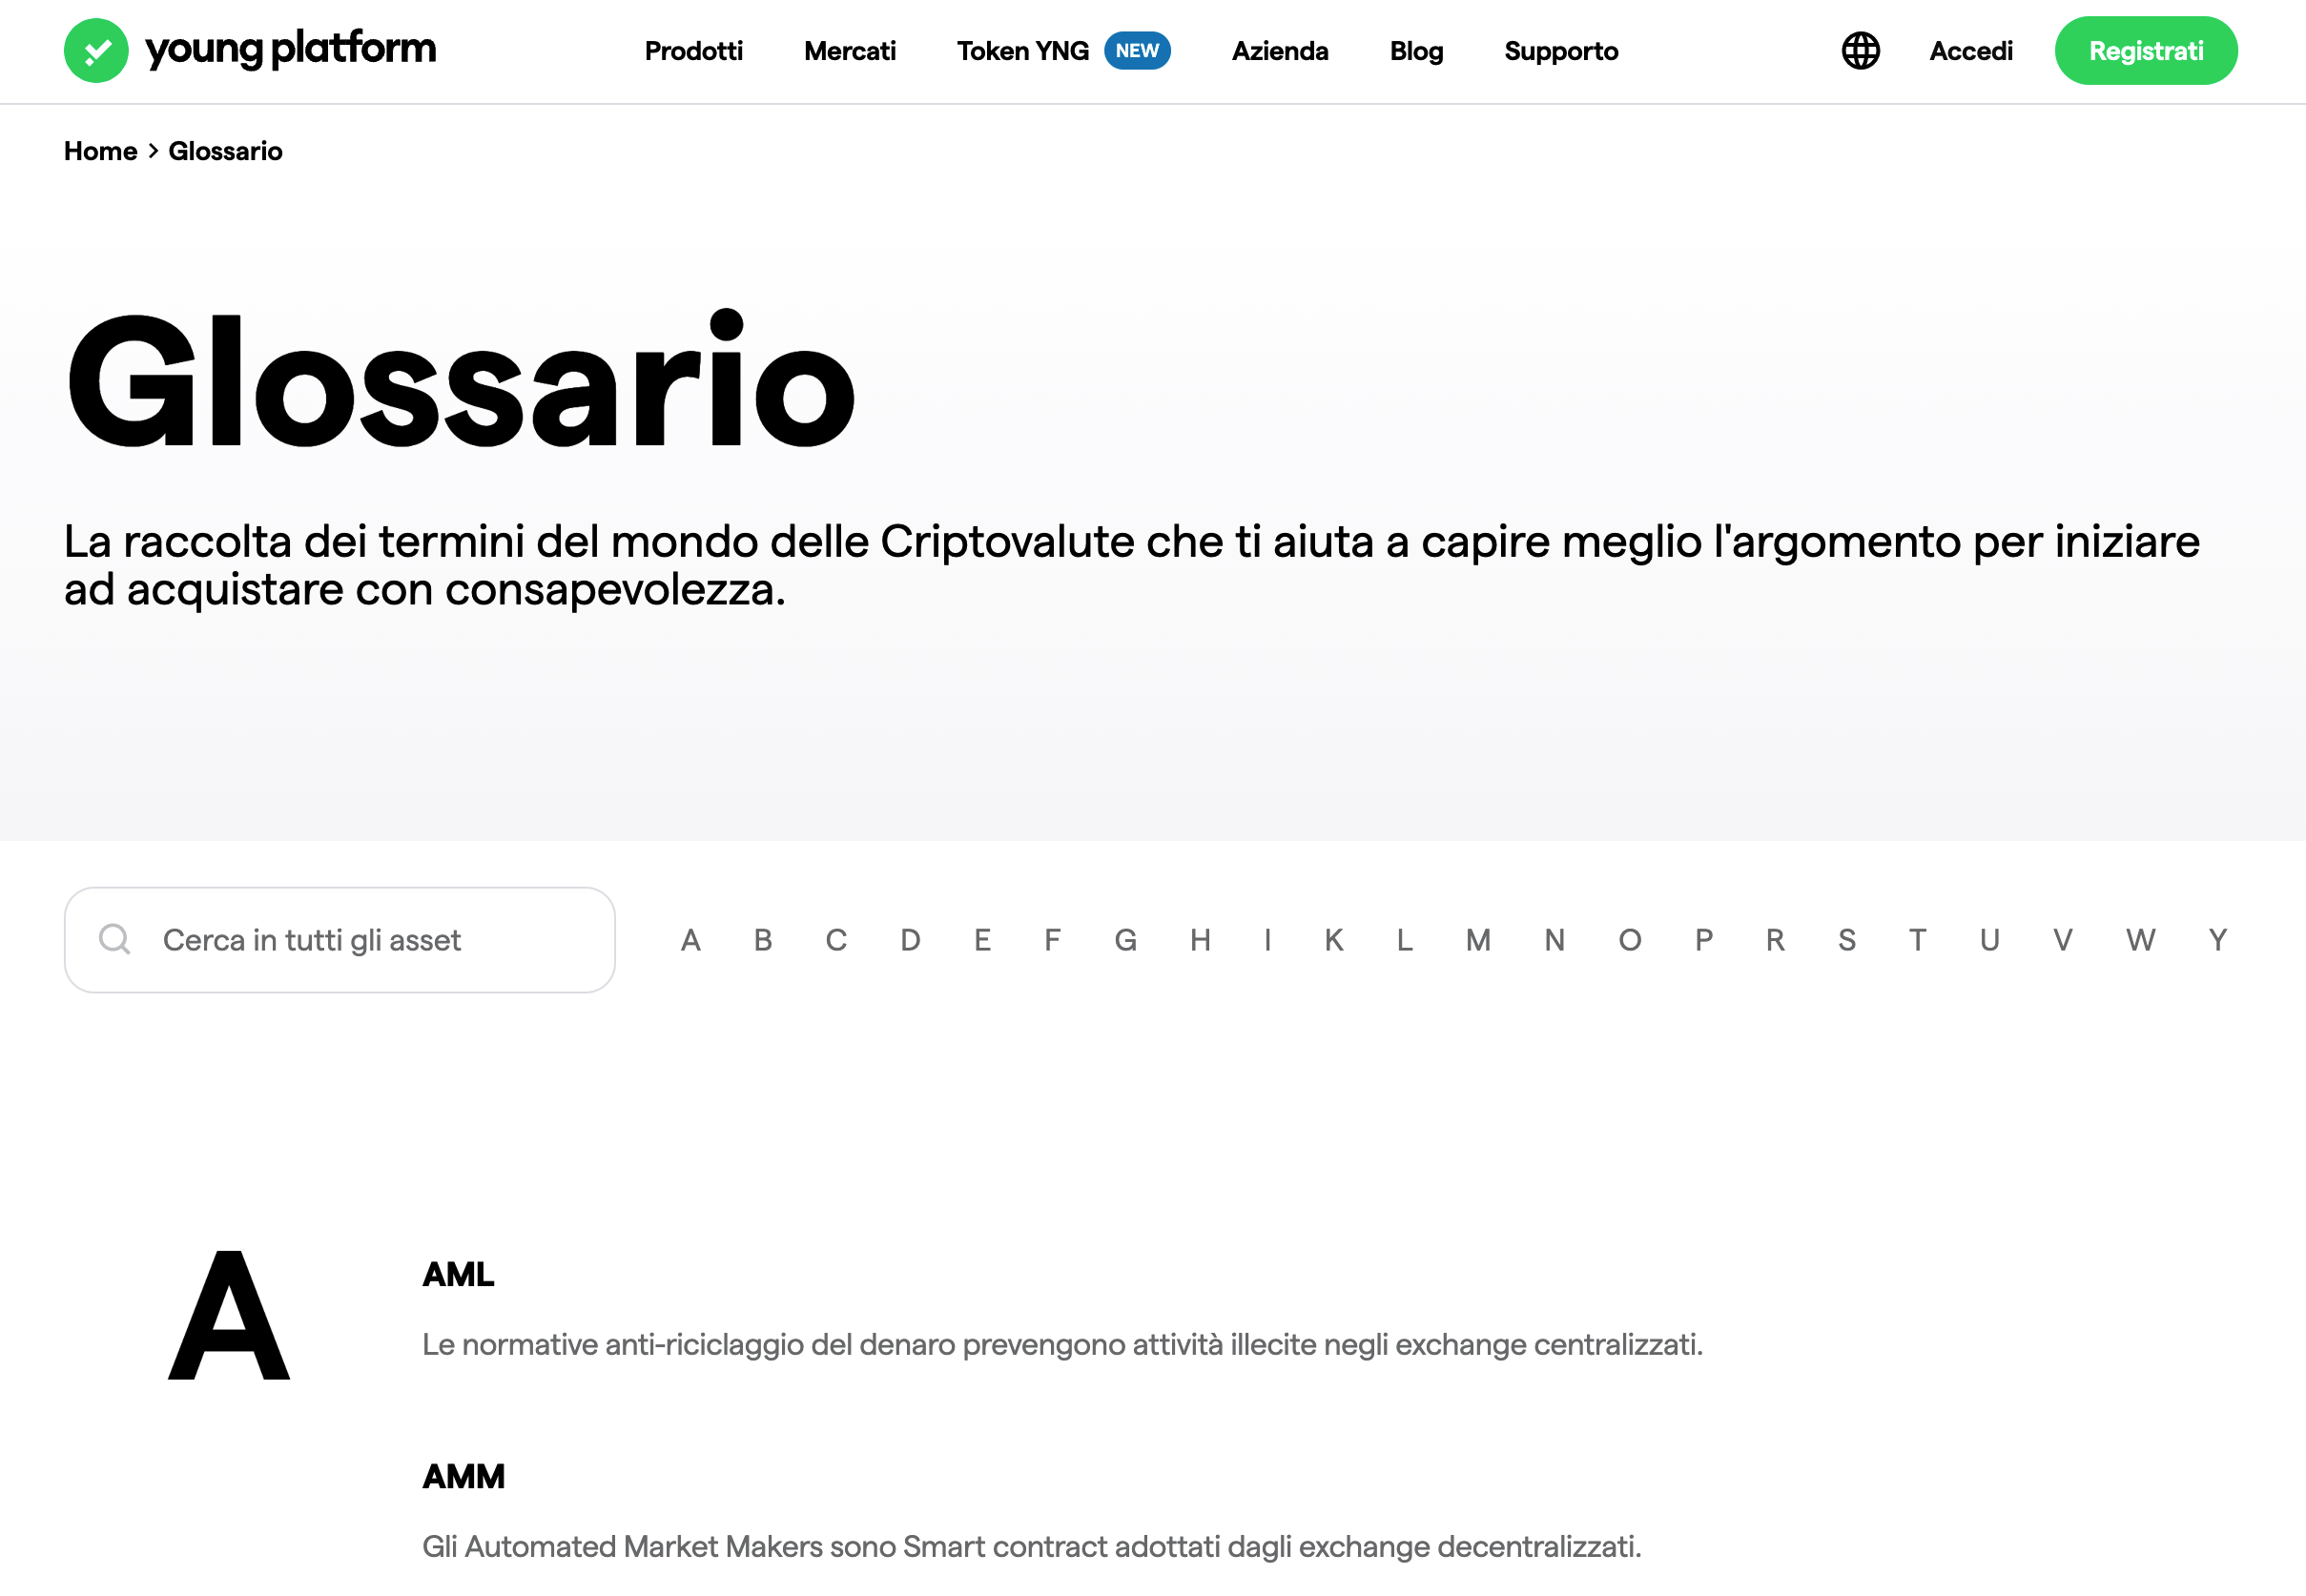 young platform
Prodotti Mercati Token YNG NEW Azienda Blog Supporto Accedi Registrati
Home > Glossario
Glossario
La raccolta dei termini del mondo delle Criptovalute che ti aiuta a capire meglio l'argomento per iniziare
ad acquistare con consapevolezza.
Cerca in tutti gli asset
A B C D E F G H I K L M N O P R S T U V W Y
A
AML
Le normative anti-riciclaggio del denaro prevengono attività illecite negli exchange centralizzati.
AMM
Gli Automated Market Makers sono Smart contract adottati dagli exchange decentralizzati.